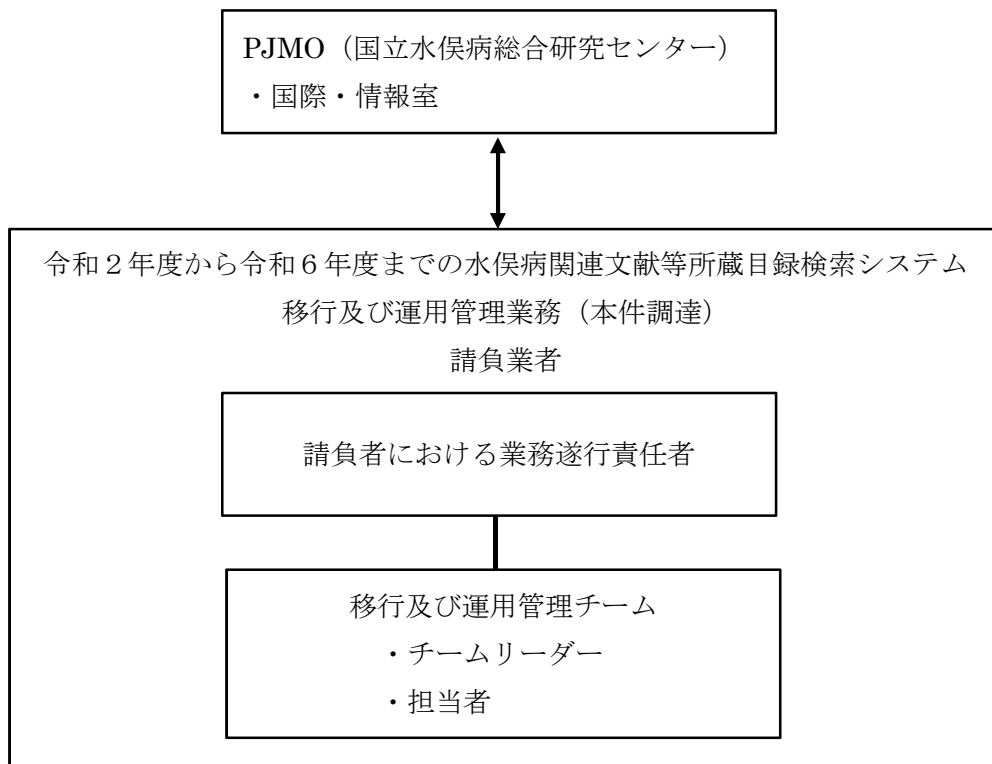 PJMO（国立水俣病総合研究センター）
・国際・情報室
令和２年度から令和６年度までの水俣病関連文献等所蔵目録検索システム
移行及び運用管理業務（本件調達）
請負業者
請負者における業務遂行責任者
移行及び運用管理チーム
・チームリーダー
・担当者